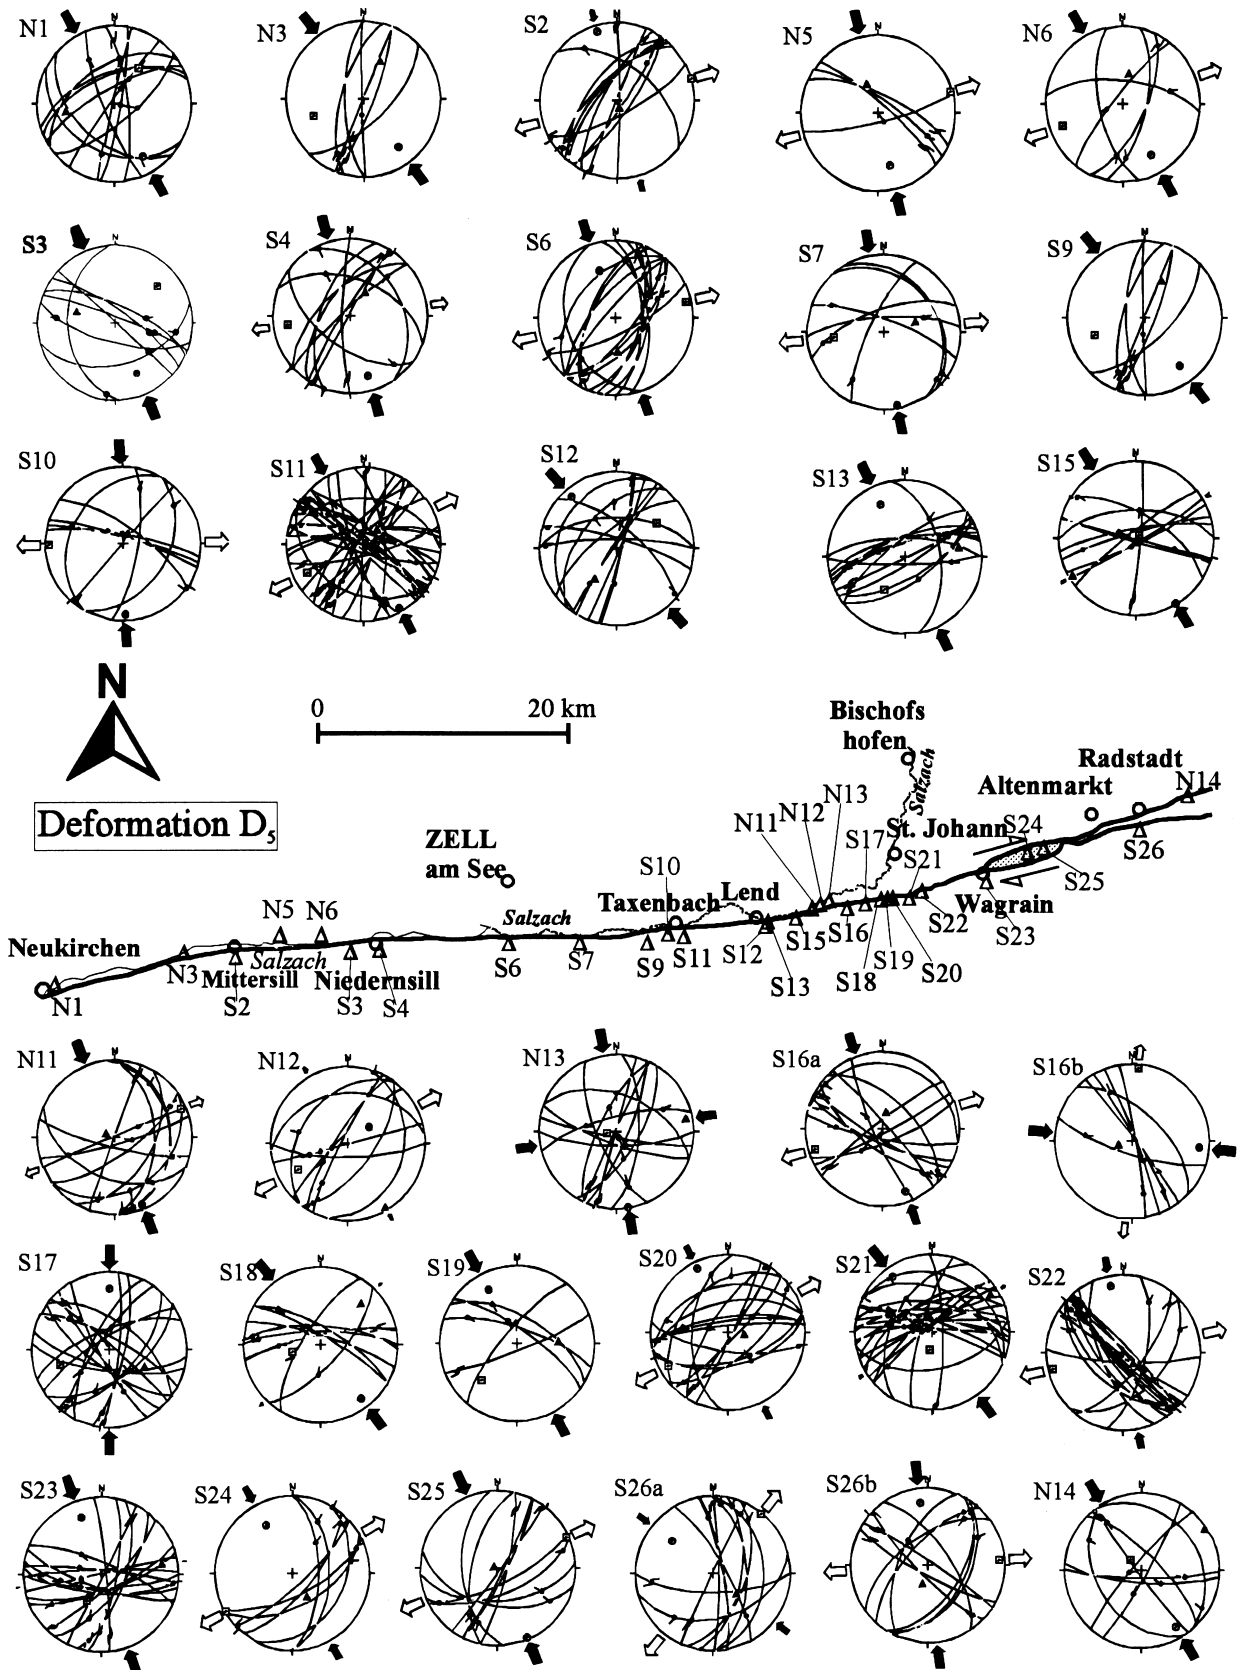 N1 N3 S2 N5 N6
S3 S4 S6 S7 S9
S10 S11 S12 S13 S15
N
0 20 km
Bischofs
hofen
Salzach
Radstadt
Altenmarkt
N14
Deformation D5
ZELL
am See
N11 N12 N13
S17 St. Johann S24
S10 S21 S26
Taxenbach Lend
S25
Salzach
N5 N6
Neukirchen
N3 Mittersill Salzach Niedernsill
S6 S7 S9 S11 S12 S15 S16 S22 Wagrain
S23
N1 S2 S3 S4 S13 S18 S19 S20
N11 N12 N13 S16a S16b
S17 S18 S19 S20 S21 S22
S23 S24 S25 S26a S26b N14